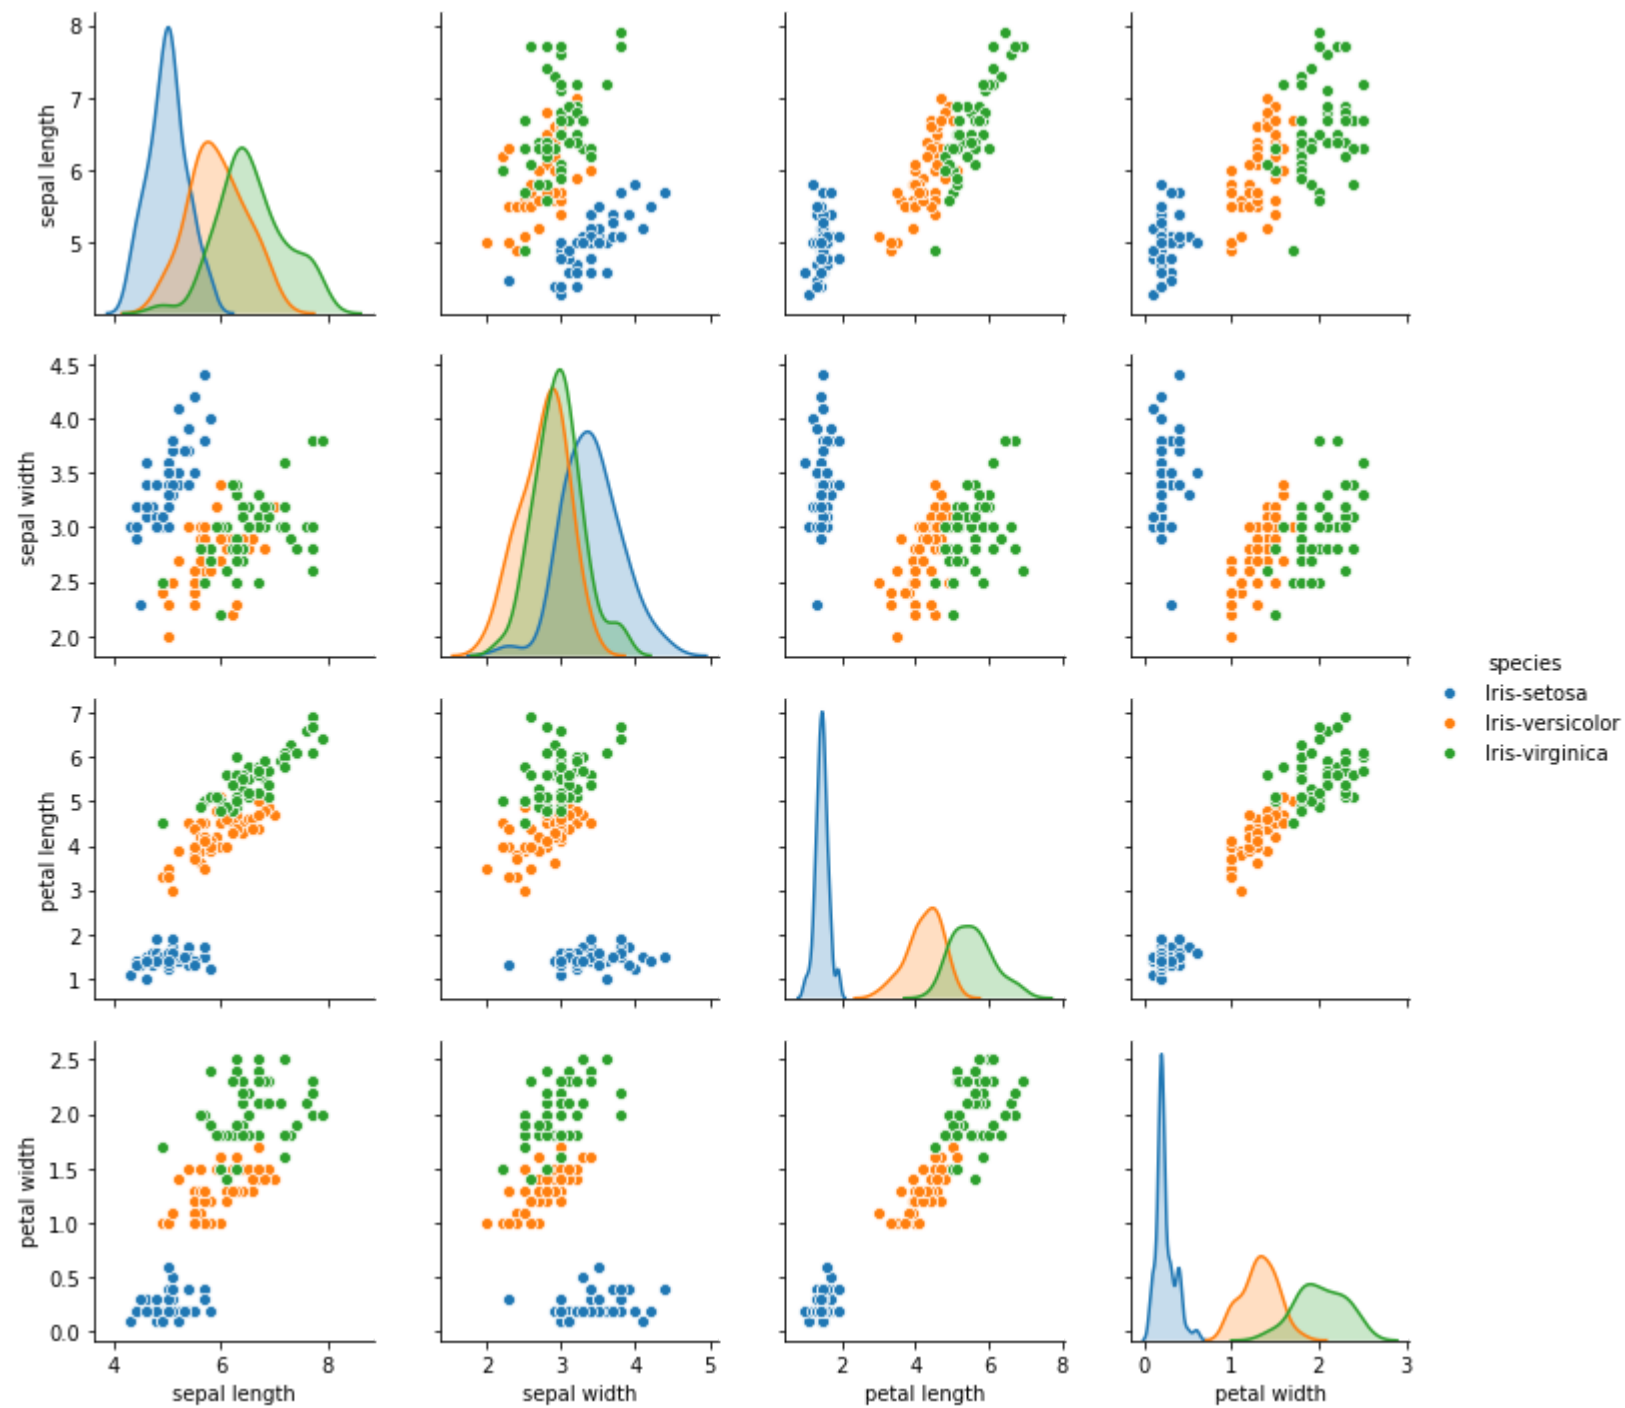 8
7
6
5
sepal length
4.5
4.0
3.5
3.0
2.5
2.0
sepal width
species
Iris-setosa
Iris-versicolor
Iris-virginica
7
6
5
4
3
2
1
petal length
2.5
2.0
1.5
1.0
0.5
0.0
petal width
4 6 8
2 3 4 5
2 4 6 8
0 1 2 3
sepal length
sepal width
petal length
petal width